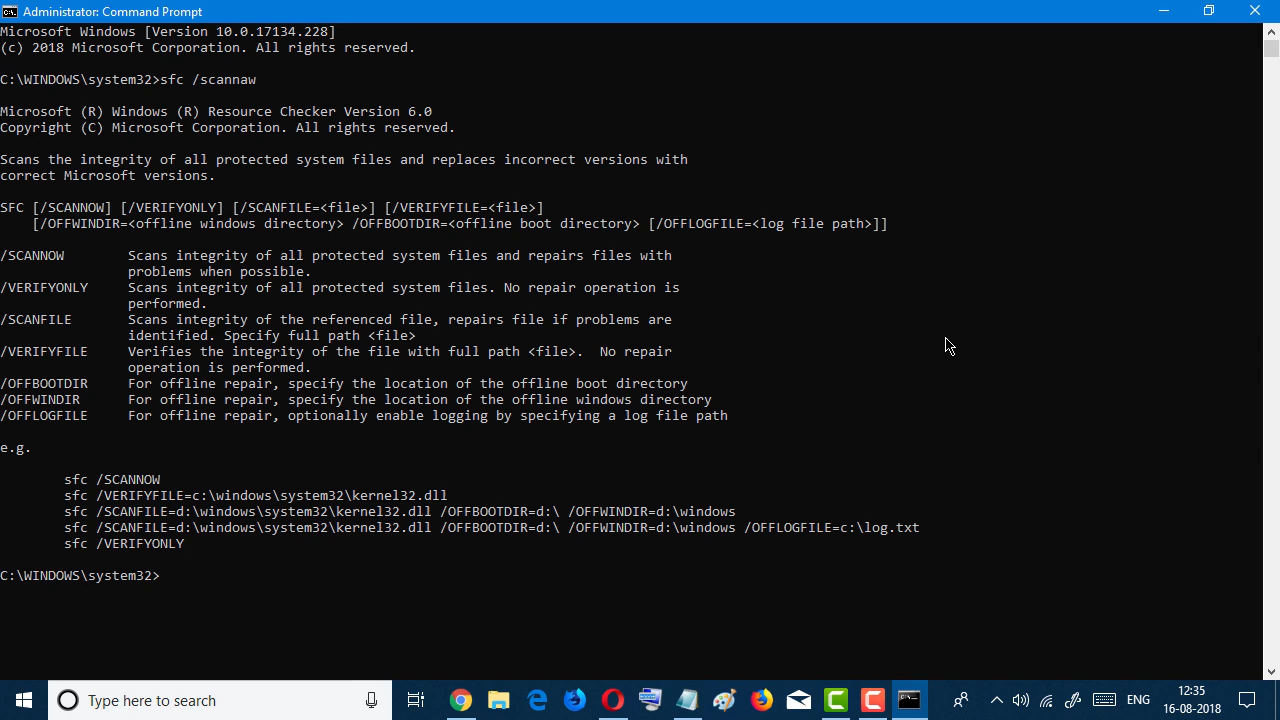 Administrator: Command Prompt
Microsoft Windows [Version 10.0.17134.228]
(c) 2018 Microsoft Corporation. All rights reserved.
C:\WINDOWS\system32>sfc /scannaw
Microsoft (R) Windows (R) Resource Checker Version 6.0
Copyright (C) Microsoft Corporation. All rights reserved.
Scans the integrity of all protected system files and replaces incorrect versions with
correct Microsoft versions.
SFC [/SCANNOW] [/VERIFYONLY] [/SCANFILE=<file>] [/VERIFYFILE=<file>]
[/OFFWINDIR=<offline windows directory> /OFFBOOTDIR=<offline boot directory> [/OFFLOGFILE=<log file path>]]
/SCANNOW Scans integrity of all protected system files and repairs files with
problems when possible.
/VERIFYONLY Scans integrity of all protected system files. No repair operation is
performed.
/SCANFILE Scans integrity of the referenced file, repairs file if problems are
identified. Specify full path <file>
/VERIFYFILE Verifies the integrity of the file with full path <file>. No repair
operation is performed.
/OFFBOOTDIR For offline repair, specify the location of the offline boot directory
/OFFWINDIR For offline repair, specify the location of the offline windows directory
/OFFLOGFILE For offline repair, optionally enable logging by specifying a log file path
e.g.
sfc /SCANNOW
sfc /VERIFYFILE=c:\windows\system32\kernel32.dll
sfc /SCANFILE=d:\windows\system32\kernel32.dll /OFFBOOTDIR=d:\ /OFFWINDIR=d:\windows
sfc /SCANFILE=d:\windows\system32\kernel32.dll /OFFBOOTDIR=d:\ /OFFWINDIR=d:\windows /OFFLOGFILE=c:\log.txt
sfc /VERIFYONLY
C:\WINDOWS\system32>
Type here to search
ENG
12:35
16-08-2018